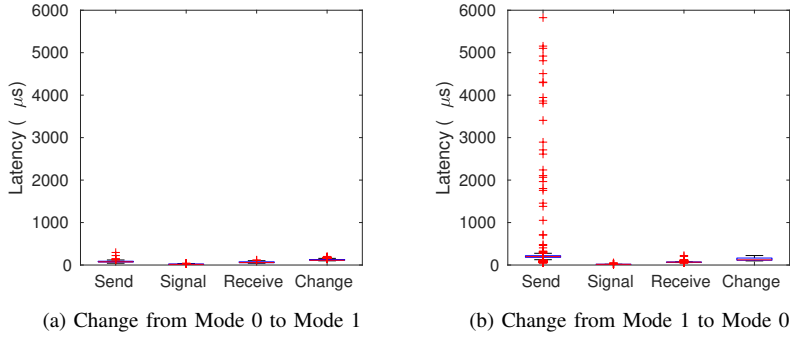 6000
5000
4000
3000
2000
1000
0
Latency ( μs)
Send Signal Receive Change
(a) Change from Mode 0 to Mode 1
6000
5000
4000
3000
2000
1000
0
Latency ( μs)
Send Signal Receive Change
(b) Change from Mode 1 to Mode 0